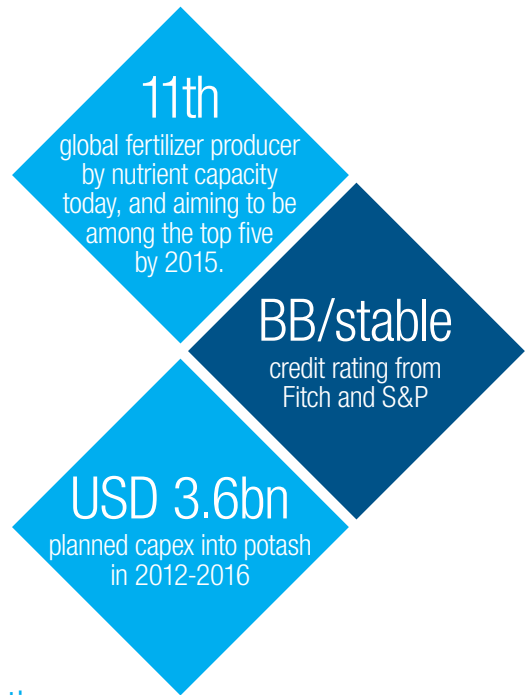 11th
global fertilizer producer
by nutrient capacity
today, and aiming to be
among the top five
by 2015.
BB/stable
credit rating from
Fitch and S&P
USD 3.6bn
planned capex into potash
in 2012-2016